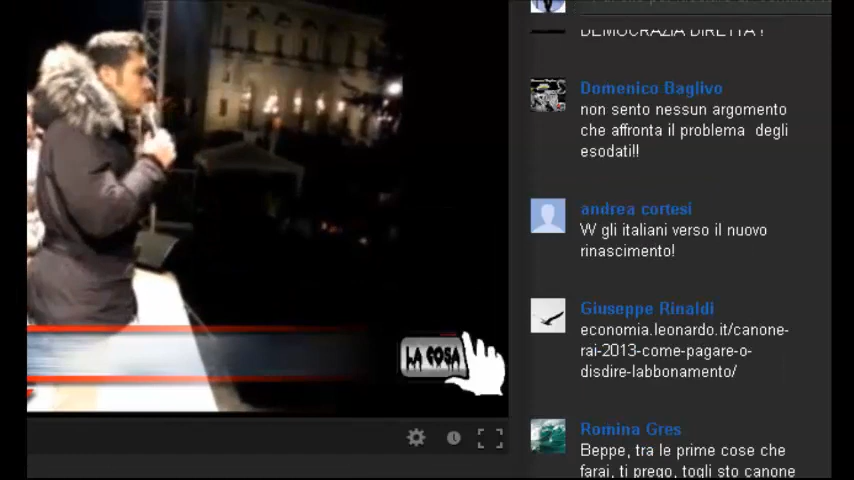 DEMOCRAZIA DIRETTA !
Domenico Baglivo
non sento nessun argomento
che affronta il problema degli
esodati!!
andrea cortesi
W gli italiani verso il nuovo
rinascimento!
Giuseppe Rinaldi
economia.leonardo.it/canone-
rai-2013-come-pagare-o-
disdire-labbonamento/
Romina Gres
Beppe, tra le prime cose che
farai, ti prego, togli sto canone
LA COSA